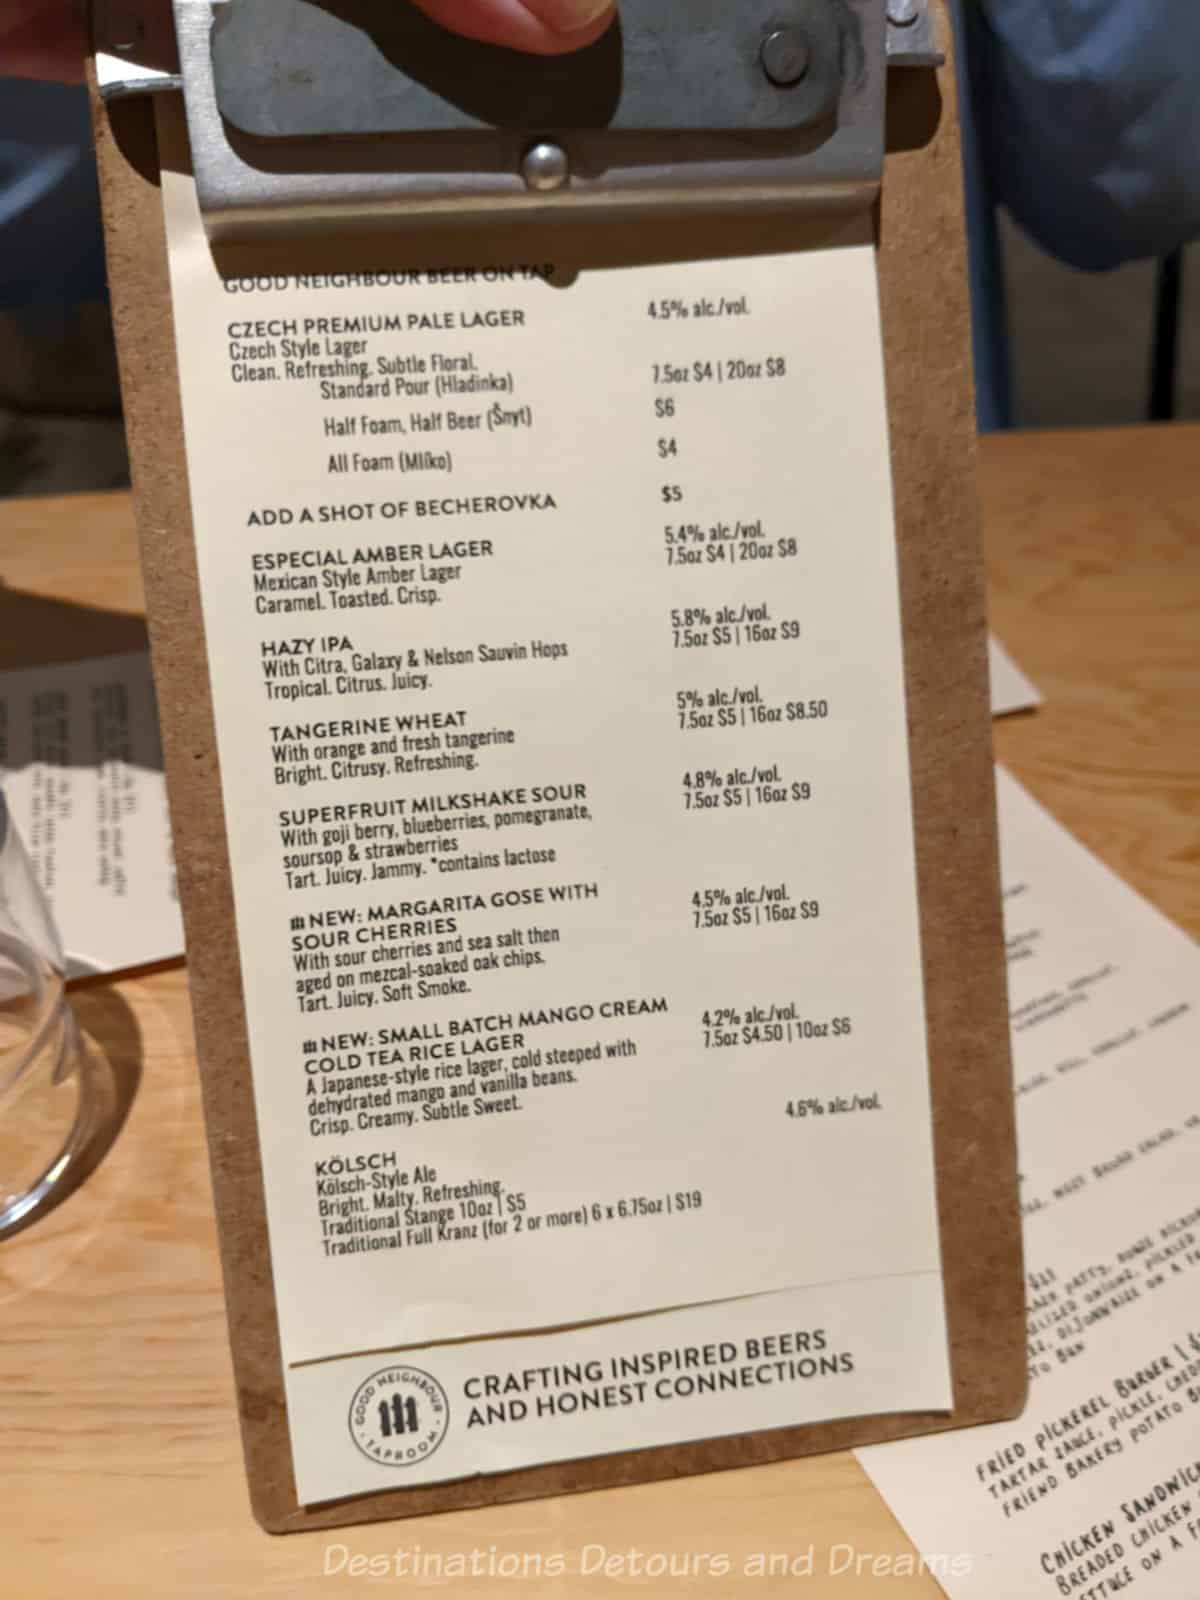 GOOD NEIGHBOUR BEER ON TAP
CZECH PREMIUM PALE LAGER 4.5% alc./vol.
Czech Style Lager
Clean. Refreshing. Subtle Floral.
Standard Pour (Hladinka) 7.5oz $4 | 20oz $8
Half Foam, Half Beer (Šnyt) $6
All Foam (Mlíko) $4
ADD A SHOT OF BECHEROVKA $5
ESPECIAL AMBER LAGER 5.4% alc./vol.
Mexican Style Amber Lager 7.5oz $4 | 20oz $8
Caramel. Toasted. Crisp.
HAZY IPA 5.8% alc./vol.
With Citra, Galaxy & Nelson Sauvin Hops 7.5oz $5 | 16oz $9
Tropical. Citrus. Juicy.
TANGERINE WHEAT 5% alc./vol.
With orange and fresh tangerine 7.5oz $5 | 16oz $8.50
Bright. Citrusy. Refreshing.
SUPERFRUIT MILKSHAKE SOUR 4.8% alc./vol.
With goji berry, blueberries, pomegranate, 7.5oz $5 | 16oz $9
soursop & strawberries
Tart. Juicy. Jammy. *contains lactose
NEW: MARGARITA GOSE WITH 4.5% alc./vol.
SOUR CHERRIES 7.5oz $5 | 16oz $9
With sour cherries and sea salt then
aged on mezcal-soaked oak chips.
Tart. Juicy. Soft Smoke.
NEW: SMALL BATCH MANGO CREAM 4.2% alc./vol.
COLD TEA RICE LAGER 7.5oz $4.50 | 10oz $6
A Japanese-style rice lager, cold steeped with
dehydrated mango and vanilla beans.
Crisp. Creamy. Subtle Sweet.
4.6% alc./vol.
KÖLSCH
Kölsch-Style Ale
Bright. Malty. Refreshing.
Traditional Stange 10oz | $5
Traditional Full Kranz (for 2 or more) 6 x 6.75oz | $19
GOOD NEIGHBOUR
TAPROOM
CRAFTING INSPIRED BEERS
AND HONEST CONNECTIONS
FRIED PICKEREL BURGER |
TARTAR SAUCE, PICKLE,
FRIEND BAKERY POTATO
CHICKEN SANDWICH
BREADED CHICKEN
ON A
Destinations Detours and Dreams